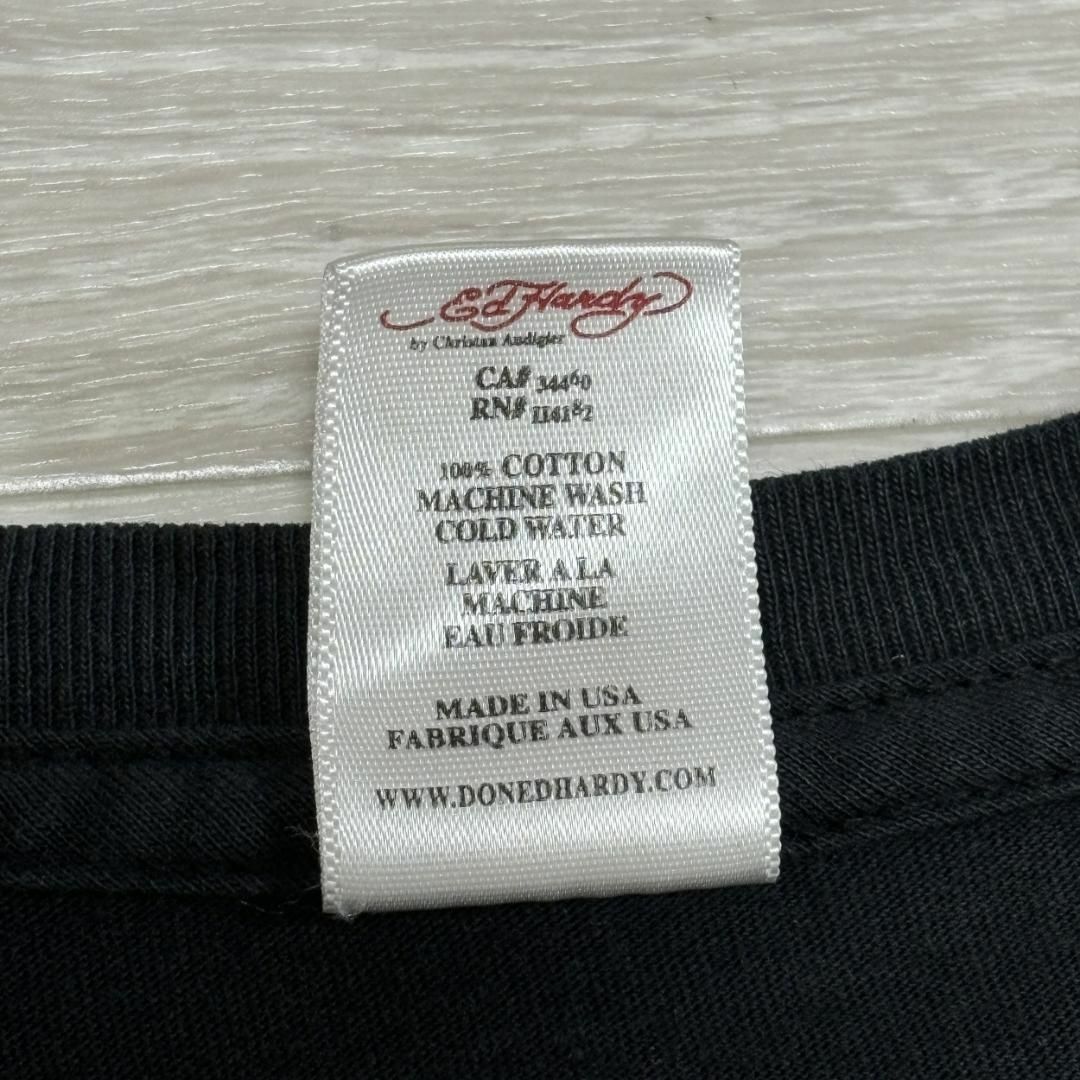 Ed Hardy
by Christian Audigier
CA# 34460
RN# 114182
100% COTTON
MACHINE WASH
COLD WATER
LAVER A LA
MACHINE
EAU FROIDE
MADE IN USA
FABRIQUE AUX USA
WWW.DONEDHARDY.COM